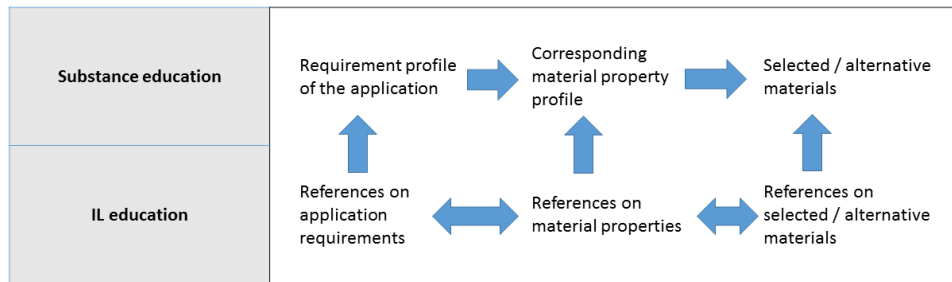 Substance education
Requirement profile
of the application
Corresponding
material property
profile
Selected / alternative
materials
IL education
References on
application
requirements
References on
material properties
References on
selected / alternative
materials